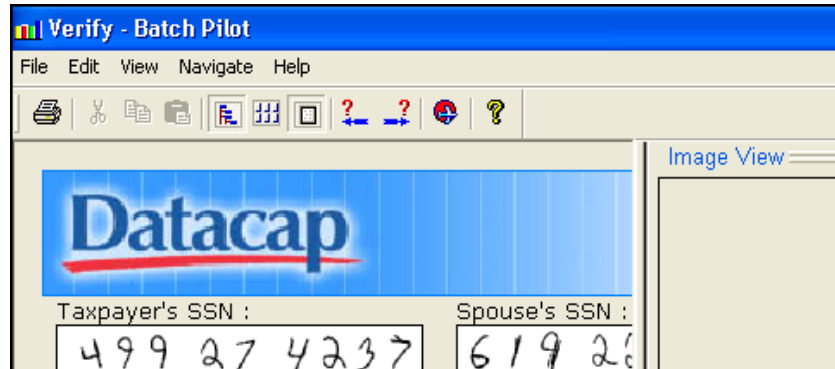 Verify - Batch Pilot
File Edit View Navigate Help
Image View
Datacap
Taxpayer's SSN : Spouse's SSN :
499 27 4237 619 22